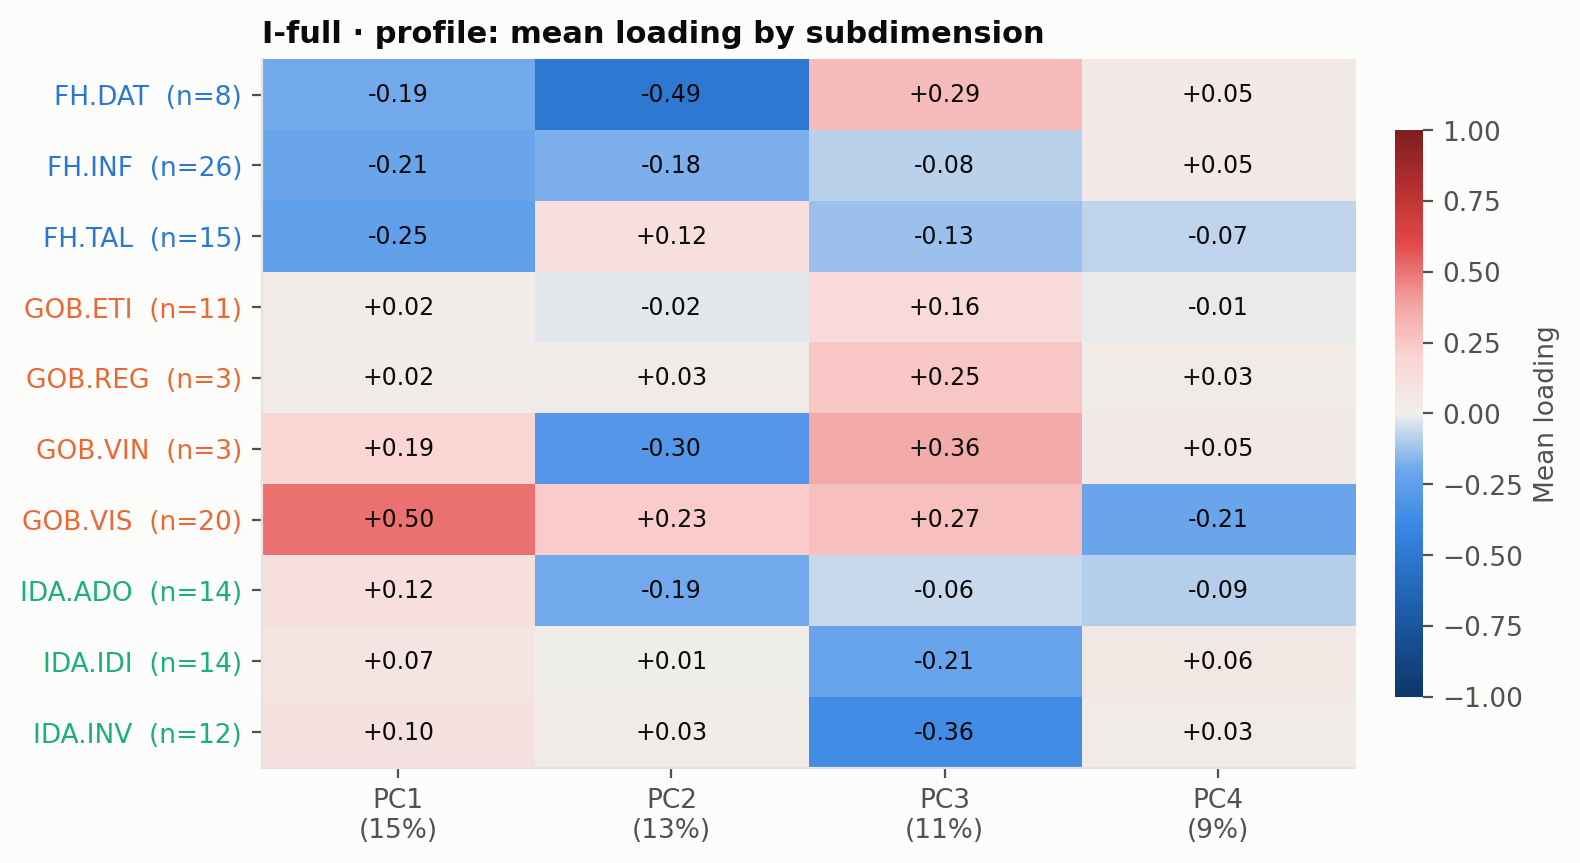 I-full · profile: mean loading by subdimension
FH.DAT (n=8) -0.19 -0.49 +0.29 +0.05
FH.INF (n=26) -0.21 -0.18 -0.08 +0.05
FH.TAL (n=15) -0.25 +0.12 -0.13 -0.07
GOB.ETI (n=11) +0.02 -0.02 +0.16 -0.01
GOB.REG (n=3) +0.02 +0.03 +0.25 +0.03
GOB.VIN (n=3) +0.19 -0.30 +0.36 +0.05
GOB.VIS (n=20) +0.50 +0.23 +0.27 -0.21
IDA.ADO (n=14) +0.12 -0.19 -0.06 -0.09
IDA.IDI (n=14) +0.07 +0.01 -0.21 +0.06
IDA.INV (n=12) +0.10 +0.03 -0.36 +0.03
PC1 PC2 PC3 PC4
(15%) (13%) (11%) (9%)
1.00
0.75
0.50
0.25
0.00
−0.25
−0.50
−0.75
−1.00
Mean loading